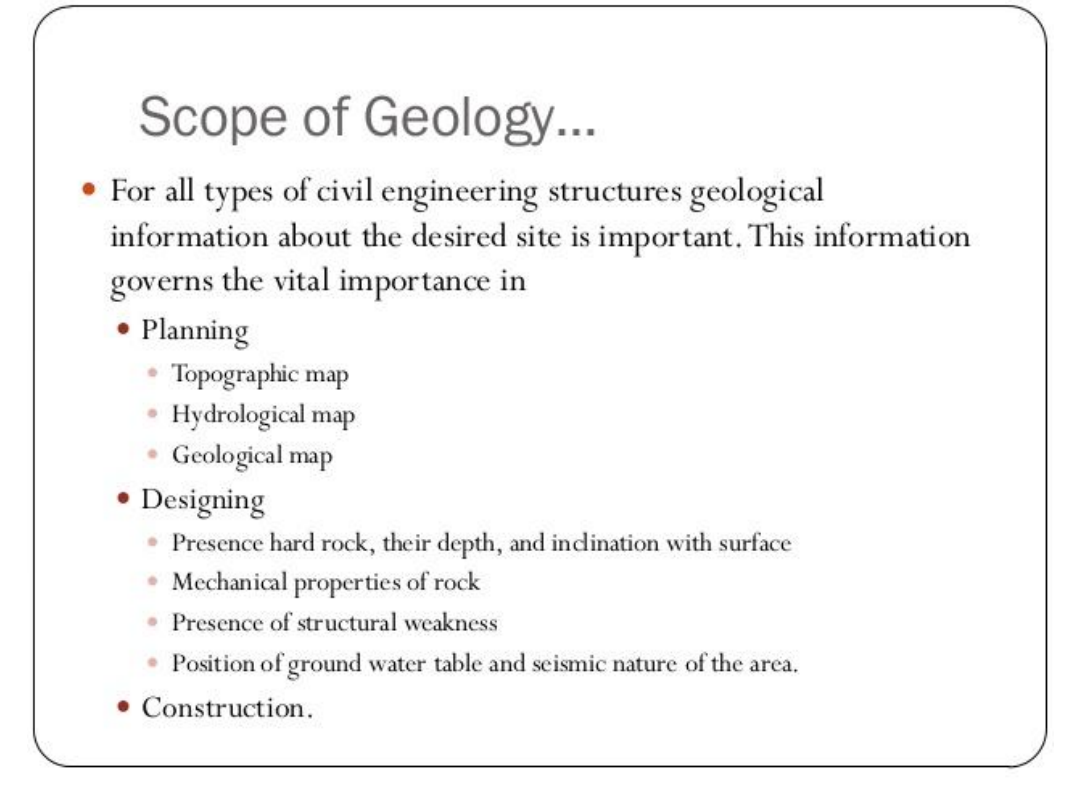 Scope of Geology...
• For all types of civil engineering structures geological
information about the desired site is important. This information
governs the vital importance in
• Planning
• Topographic map
• Hydrological map
• Geological map
• Designing
• Presence hard rock, their depth, and inclination with surface
• Mechanical properties of rock
• Presence of structural weakness
• Position of ground water table and seismic nature of the area.
• Construction.